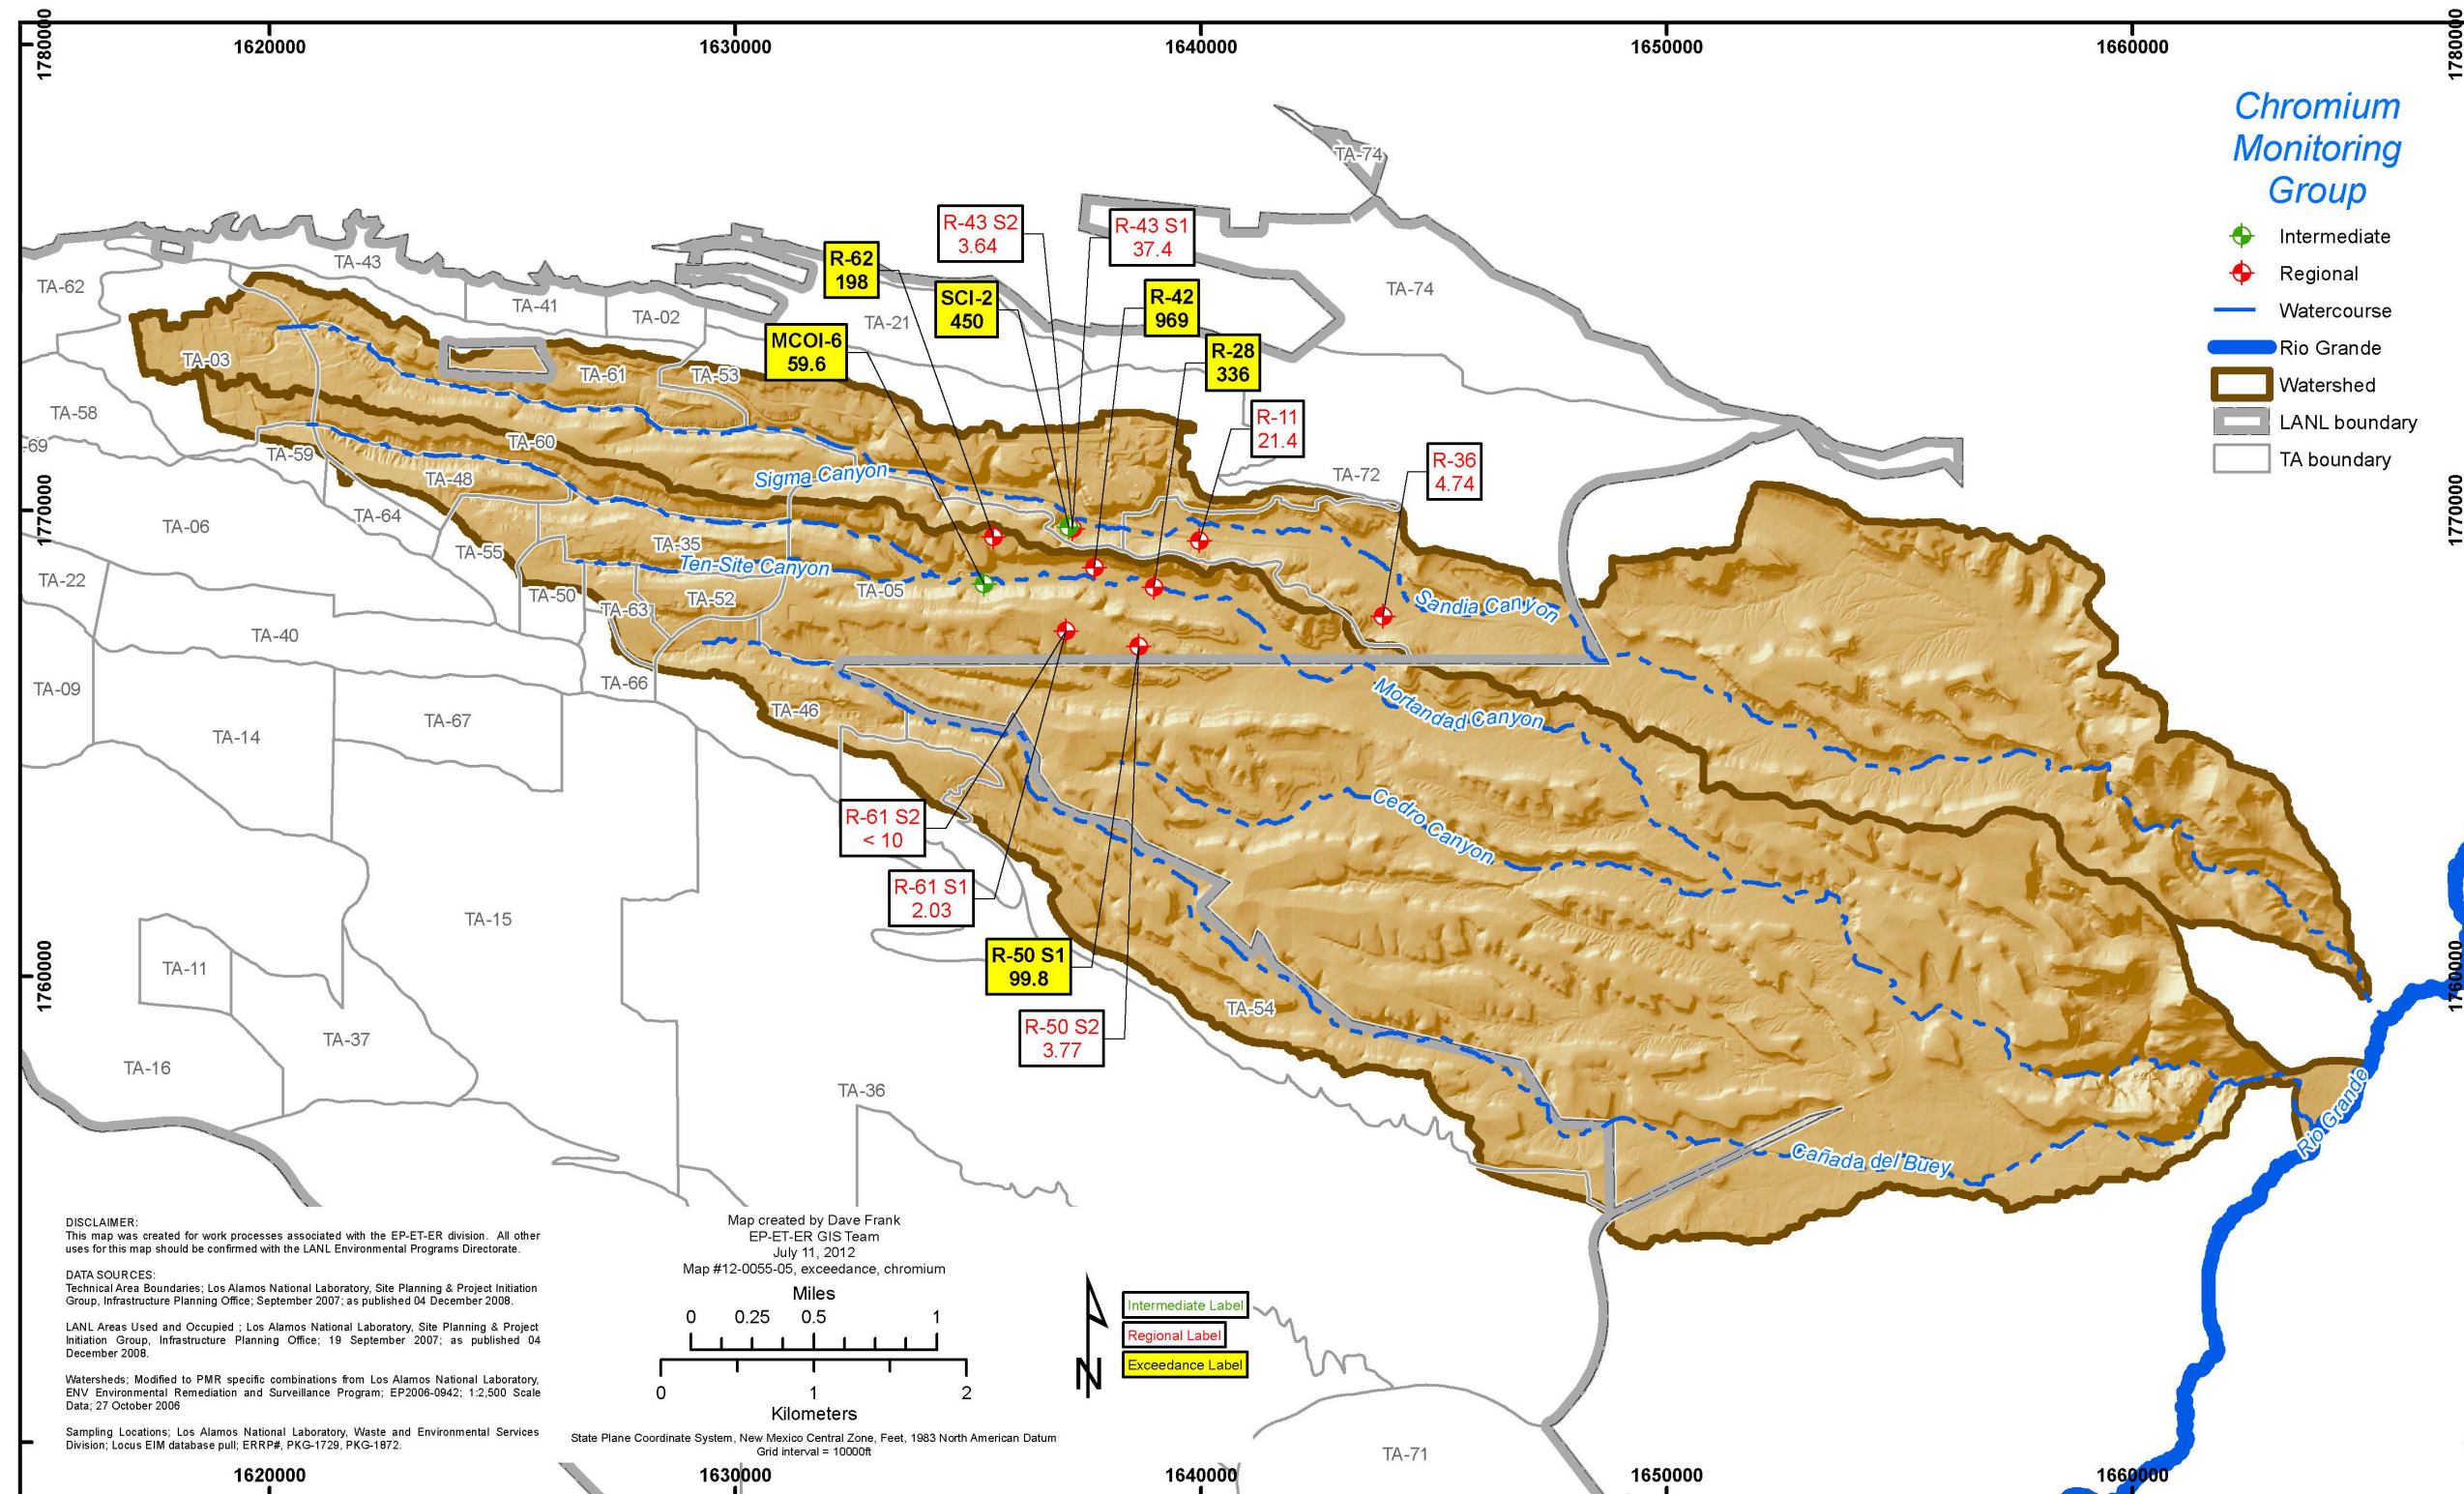 1620000
1630000
1640000
1650000
1660000
1780000
1780000
Chromium
Monitoring
Group
Intermediate
Regional
Watercourse
Rio Grande
Watershed
LANL boundary
TA boundary
TA-74
R-43 S2
3.64
R-43 S1
37.4
R-62
198
SCI-2
450
R-42
969
MCOI-6
59.6
R-28
336
R-11
21.4
R-36
4.74
TA-43
TA-62
TA-41
TA-02
TA-21
TA-74
TA-03
TA-61
TA-53
TA-58
-69
TA-59
TA-60
TA-48
Sigma Canyon
TA-72
1770000
1770000
TA-06
TA-64
TA-55
TA-35
Ten-Site Canyon
TA-22
TA-50
TA-63
TA-52
TA-05
Sandia Canyon
TA-40
TA-09
TA-66
TA-46
Mortandad Canyon
TA-14
TA-67
Cedro Canyon
R-61 S2
< 10
R-61 S1
2.03
TA-15
R-50 S1
99.8
R-50 S2
3.77
TA-11
1760000
1760000
TA-54
TA-37
TA-16
TA-36
Rio Grande
Cañada del Buey
DISCLAIMER:
This map was created for work processes associated with the EP-ET-ER division. All other
uses for this map should be confirmed with the LANL Environmental Programs Directorate.
DATA SOURCES:
Technical Area Boundaries; Los Alamos National Laboratory, Site Planning & Project Initiation
Group, Infrastructure Planning Office; September 2007; as published 04 December 2008.
LANL Areas Used and Occupied ; Los Alamos National Laboratory, Site Planning & Project
Initiation Group, Infrastructure Planning Office; 19 September 2007; as published 04
December 2008.
Watersheds; Modified to PMR specific combinations from Los Alamos National Laboratory,
ENV Environmental Remediation and Surveillance Program; EP2006-0942; 1:2,500 Scale
Data; 27 October 2006
Sampling Locations; Los Alamos National Laboratory, Waste and Environmental Services
Division; Locus EIM database pull; ERRP#, PKG-1729, PKG-1872.
Map created by Dave Frank
EP-ET-ER GIS Team
July 11, 2012
Map #12-0055-05, exceedance, chromium
Miles
0 0.25 0.5 1
0 1 2
Kilometers
State Plane Coordinate System, New Mexico Central Zone, Feet, 1983 North American Datum
Grid interval = 10000ft
N
Intermediate Label
Regional Label
Exceedance Label
TA-71
1620000
1630000
1640000
1650000
1660000